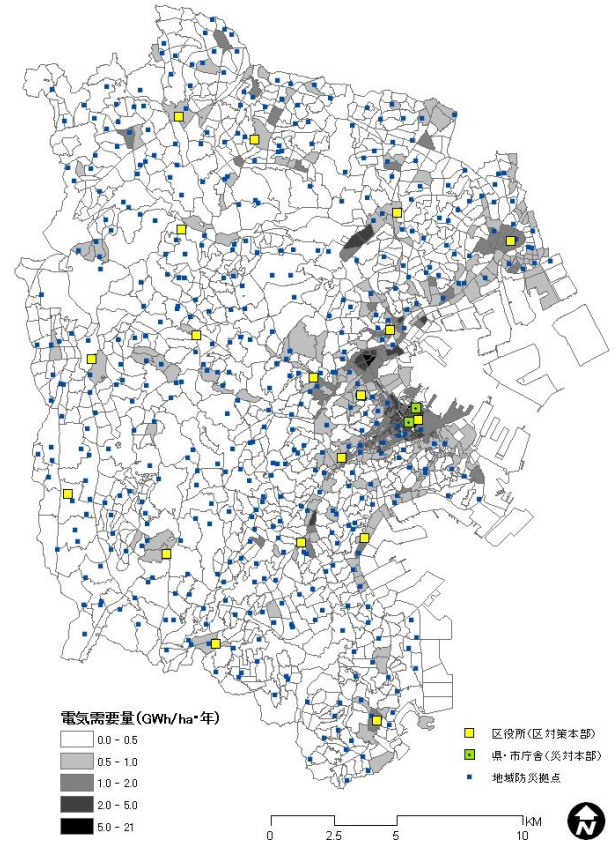 電気需要量(GWh/ha・年)
0.0 - 0.5
0.5 - 1.0
1.0 - 2.0
2.0 - 5.0
5.0 - 21
区役所(区対策本部)
県・市庁舎(災対本部)
地域防災拠点
KM
0 2.5 5 10
N